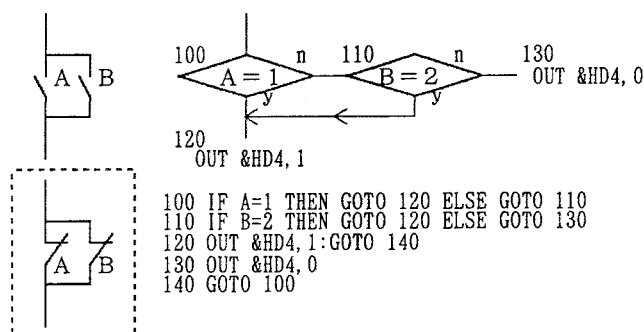 100 n 110 n 130
A B A=1 B=2 OUT &HD4,0
y y
120
OUT &HD4,1
100 IF A=1 THEN GOTO 120 ELSE GOTO 110
110 IF B=2 THEN GOTO 120 ELSE GOTO 130
120 OUT &HD4,1:GOTO 140
A B 130 OUT &HD4,0
140 GOTO 100